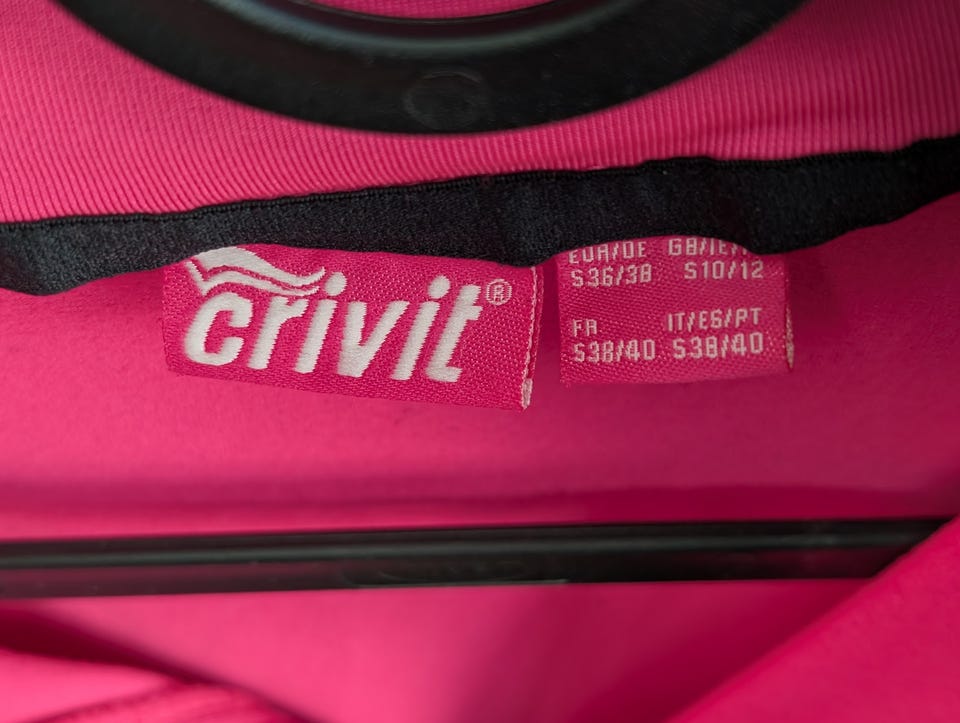 crivit®
EUR/DE GB/IE/
S36/38 S10/12
FR IT/ES/PT
S38/40 S38/40